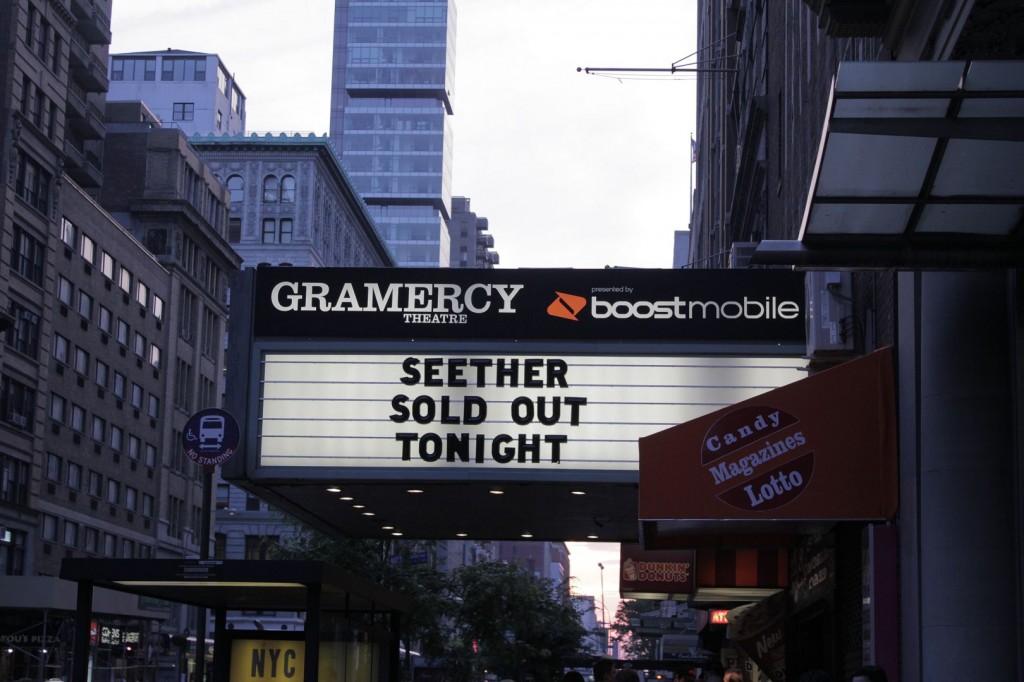 GRAMERCY
THEATRE
presented by
boostmobile
SEETHER
SOLD OUT
TONIGHT
NO STANDING
Candy
Magazines
Lotto
DUNKIN'
DONUTS
NYC